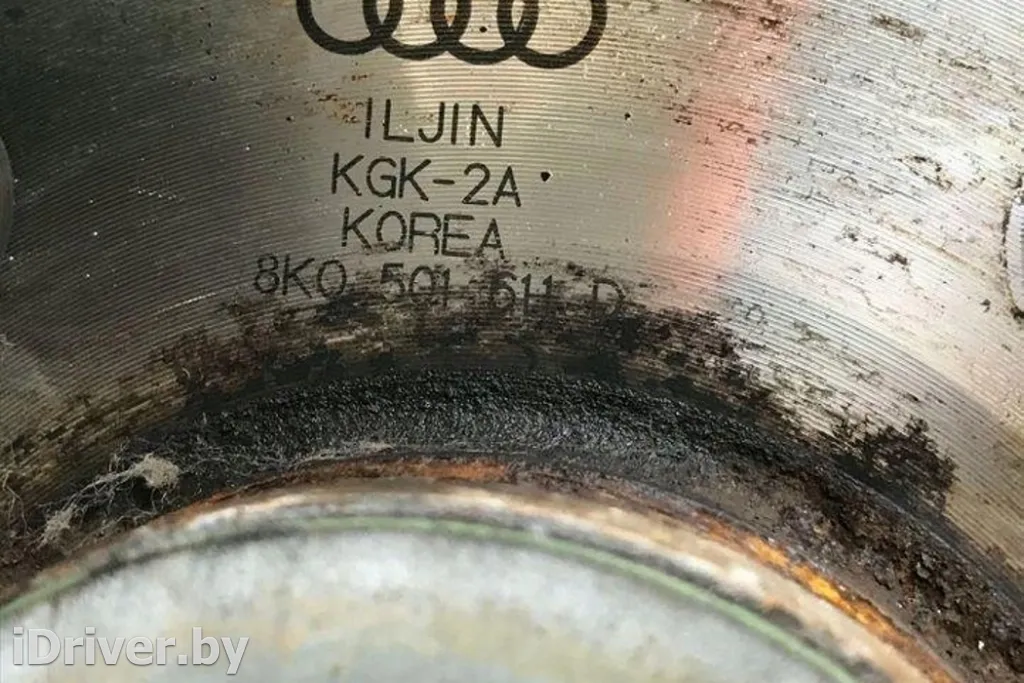 ILJIN
KGK-2A
KOREA
8K0 501 611 D
iDriver.by